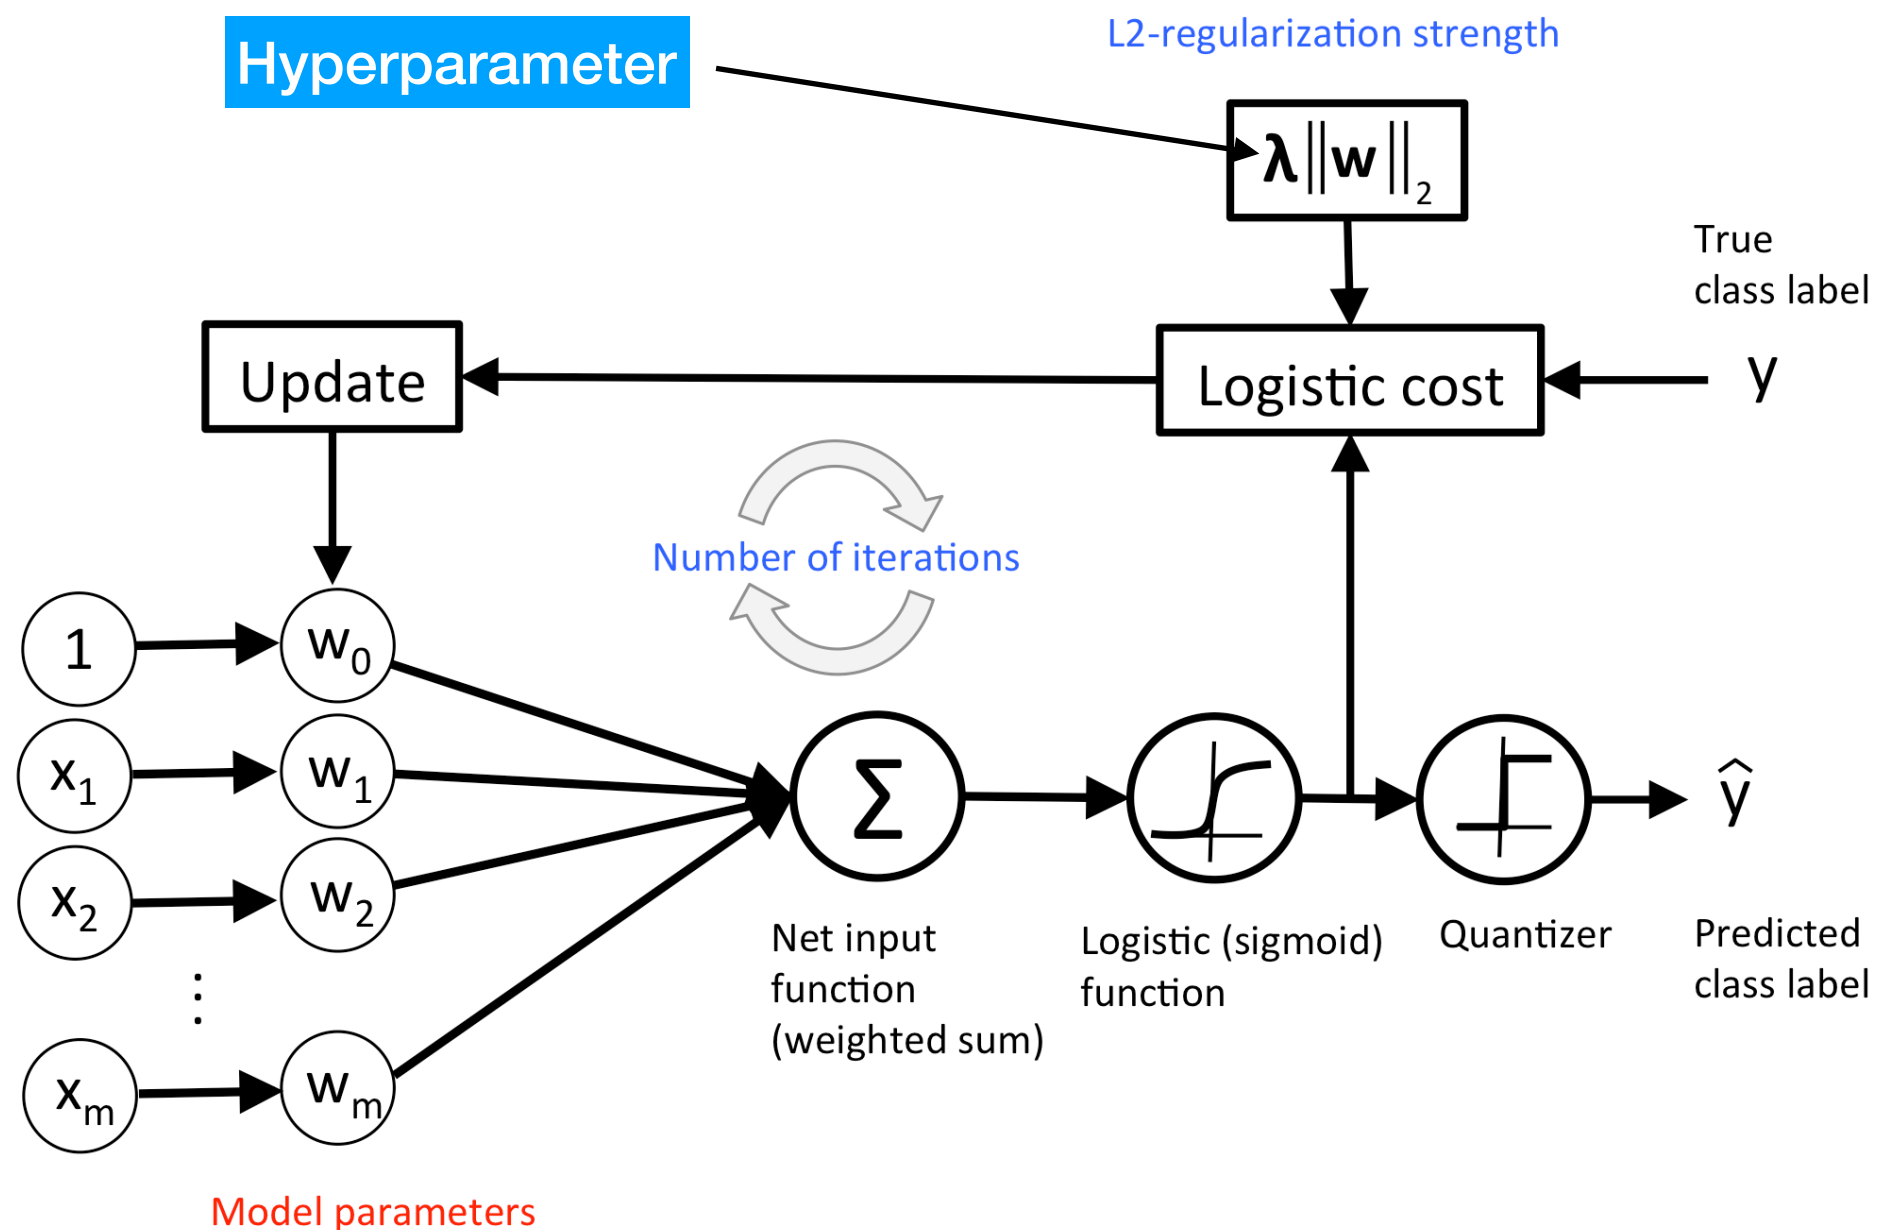 Hyperparameter
L2-regularization strength
λ||w||₂
True
class label
Update
Logistic cost
y
Number of iterations
1
w₀
x₁
w₁
x₂
w₂
⋮
xₘ
wₘ
Σ
ŷ
Net input
function
(weighted sum)
Logistic (sigmoid)
function
Quantizer
Predicted
class label
Model parameters